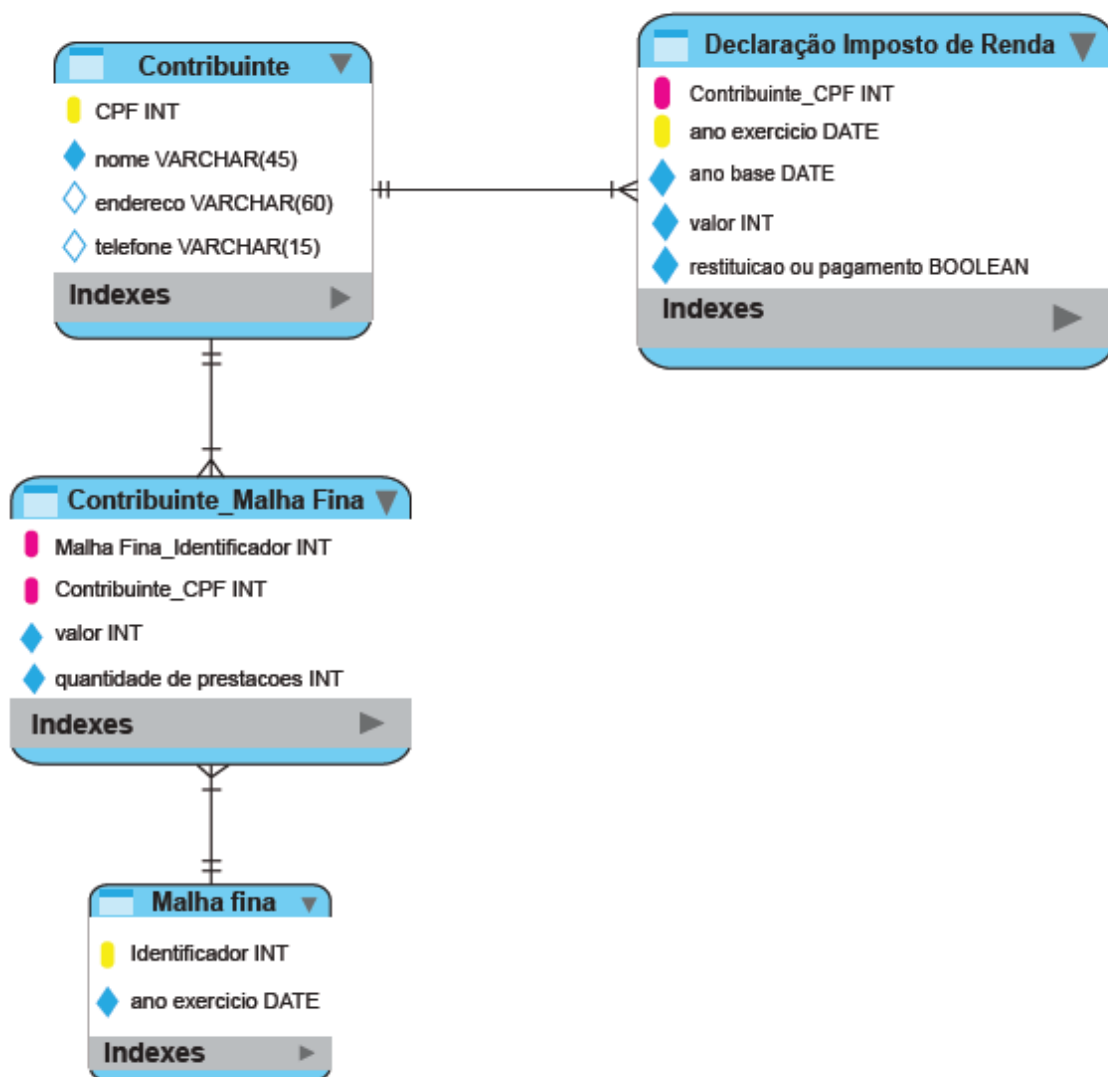 Contribuinte
CPF INT
nome VARCHAR(45)
endereco VARCHAR(60)
telefone VARCHAR(15)
Indexes
Declaração Imposto de Renda
Contribuinte_CPF INT
ano exercicio DATE
ano base DATE
valor INT
restituicao ou pagamento BOOLEAN
Indexes
Contribuinte_Malha Fina
Malha Fina_Identificador INT
Contribuinte_CPF INT
valor INT
quantidade de prestacoes INT
Indexes
Malha fina
Identificador INT
ano exercicio DATE
Indexes